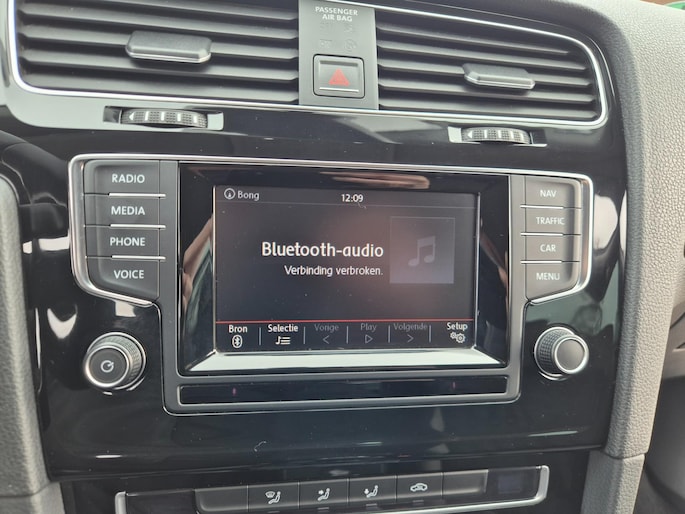 PASSENGER
AIR BAG
RADIO
MEDIA
PHONE
VOICE
Bong
12:09
Bluetooth-audio
Verbinding verbroken.
Bron
Selectie
Vorige
Play
Volgende
Setup
NAV
TRAFFIC
CAR
MENU